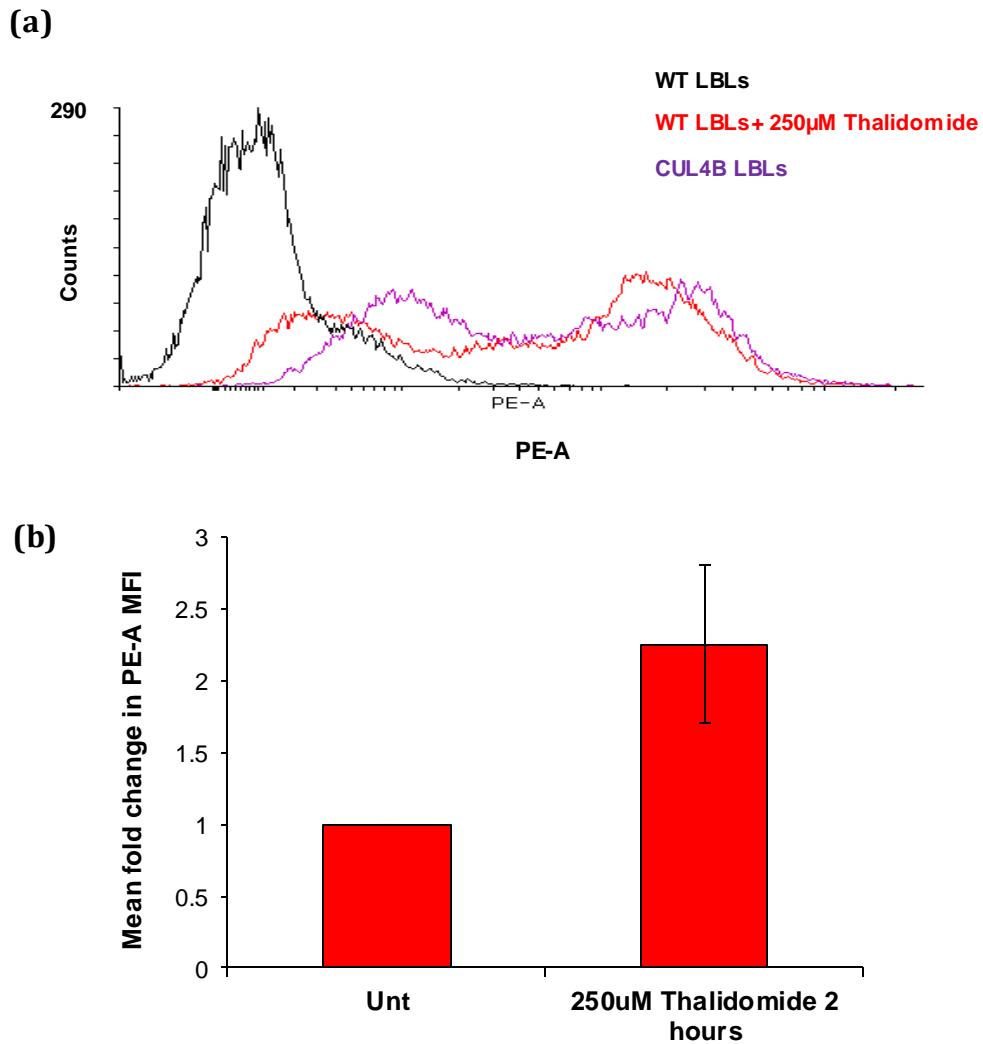 (a)
WT LBLs
WT LBLs+ 250µM Thalidomide
CUL4B LBLs
290
Counts
PE-A
PE-A
(b)
Mean fold change in PE-A MFI
3
2.5
2
1.5
1
0.5
0
Unt
250uM Thalidomide 2
hours